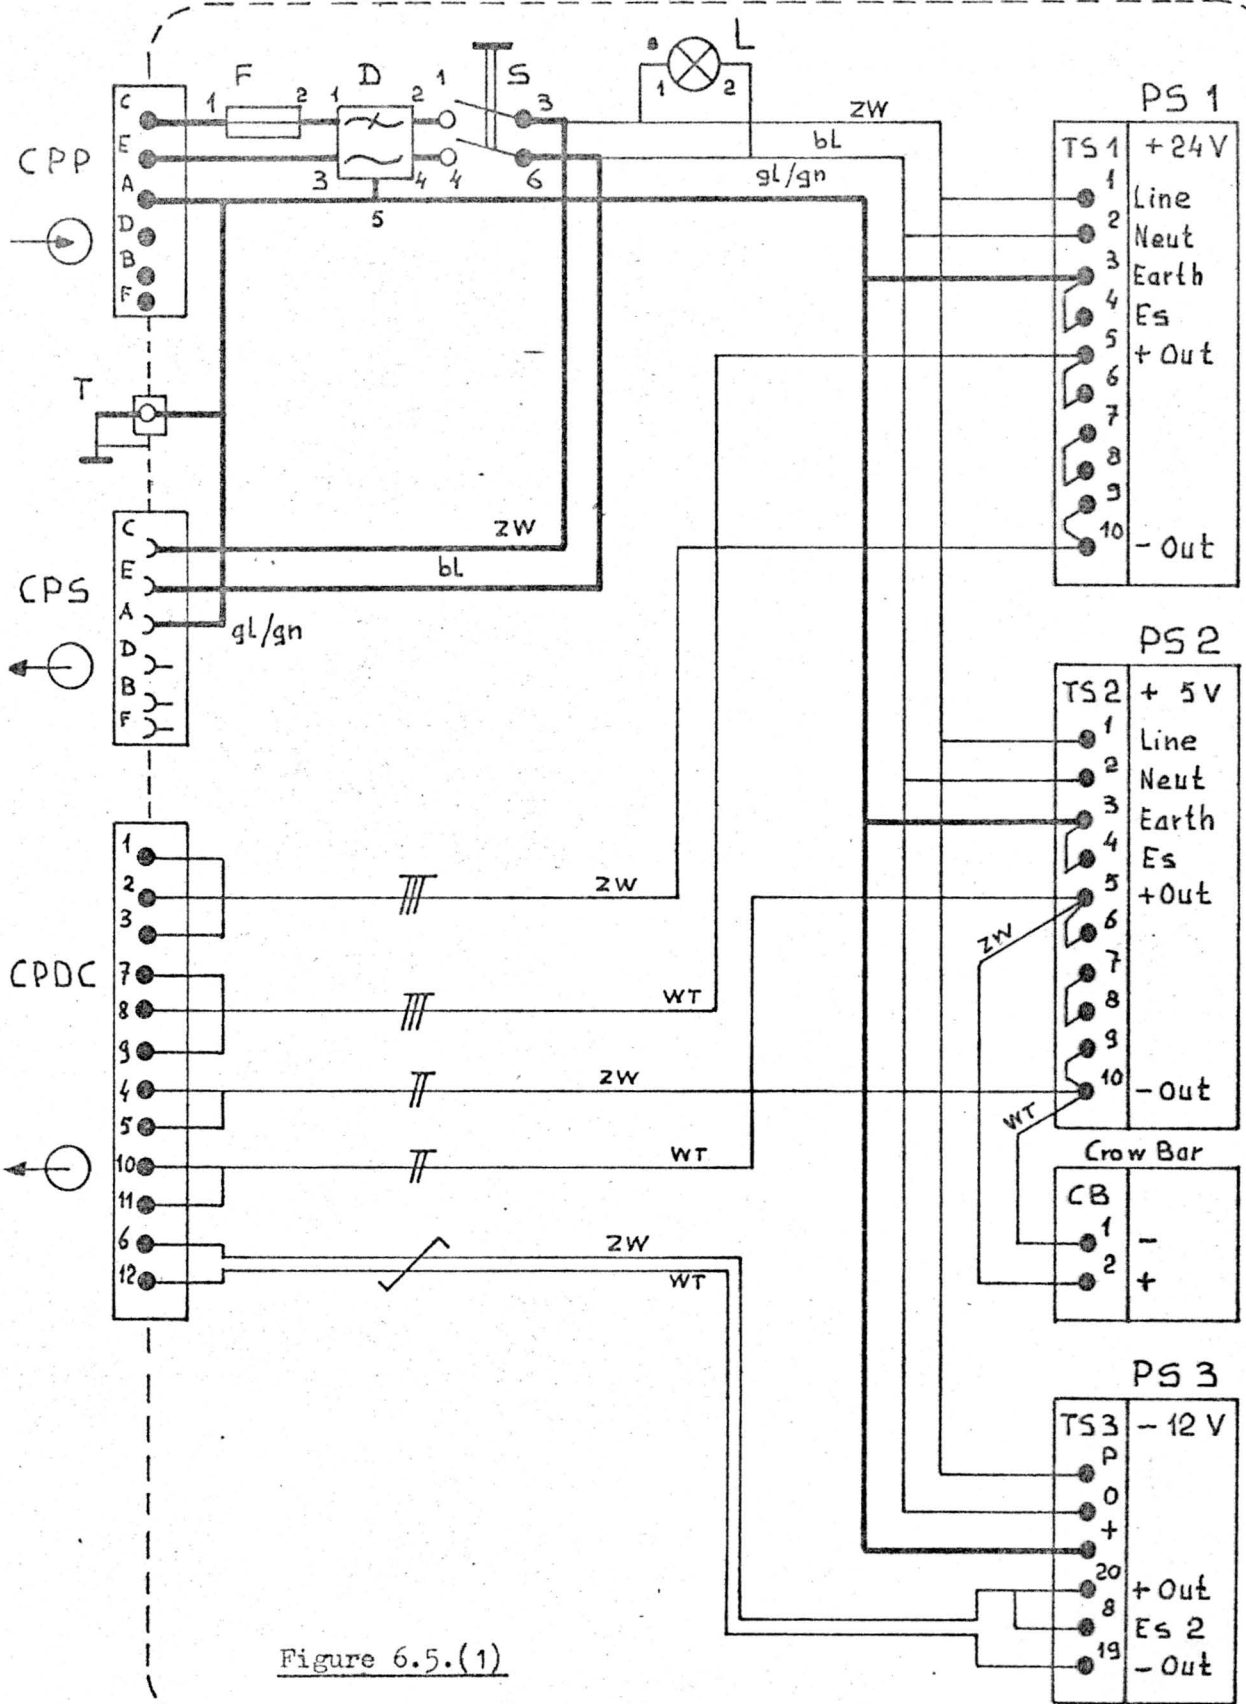 F
D
S
L
CPP
C
E
A
D
B
F
1
2
1
2
3
4
5
1
3
4
6
a
1
2
zw
bl
gl/gn
T
CPS
C
E
A
D
B
F
zw
bl
gl/gn
CPDC
1
2
3
7
8
9
4
5
10
11
6
12
zw
WT
zw
WT
zw
WT
PS 1
TS 1 + 24 V
1 Line
2 Neut
3 Earth
4 Es
5 + Out
6
7
8
9
10 - Out
PS 2
TS 2 + 5 V
1 Line
2 Neut
3 Earth
4 Es
5 + Out
6
7
8
9
10 - Out
zw
WT
Crow Bar
CB
1 -
2 +
PS 3
TS 3 - 12 V
P
O
+
20 + Out
8 Es 2
19 - Out
Figure 6.5.(1)